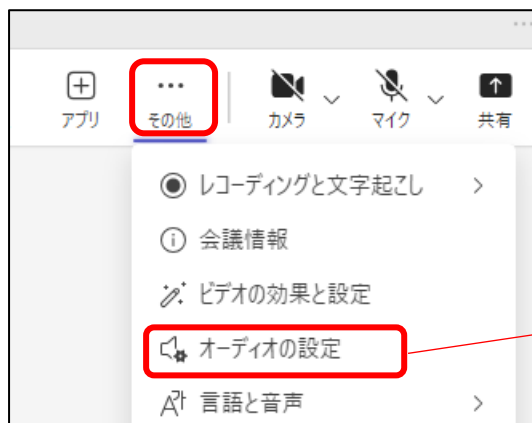 アプリ その他 カメラ マイク 共有
レコーディングと文字起こし
会議情報
ビデオの効果と設定
オーディオの設定
言語と音声